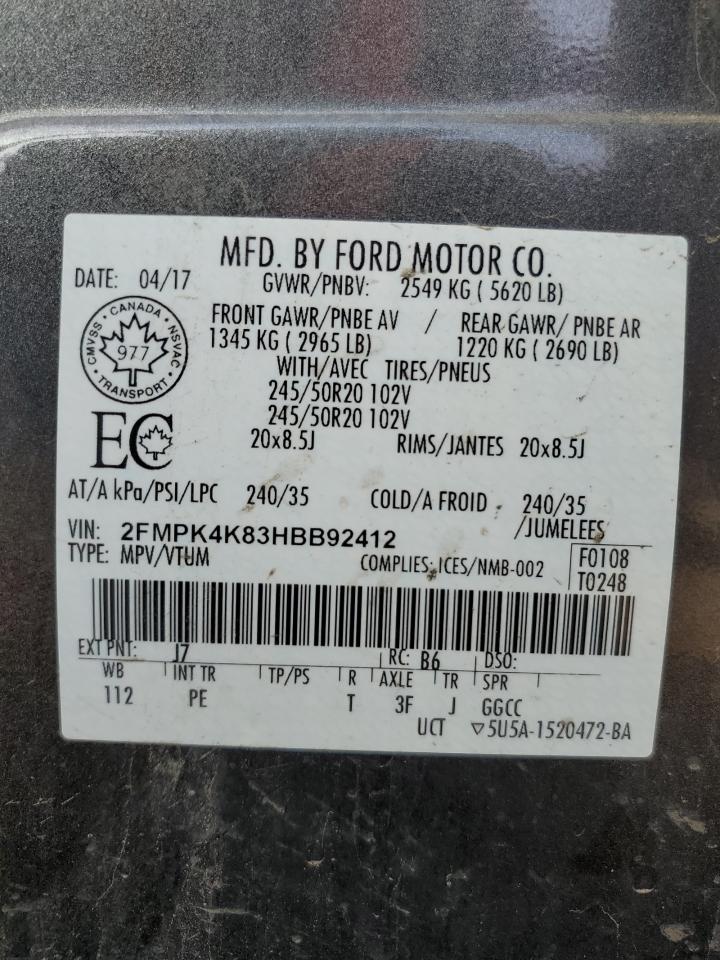 MFD. BY FORD MOTOR CO.
DATE: 04/17
GVWR/PNBV: 2549 KG ( 5620 LB)
FRONT GAWR/PNBE AV / REAR GAWR/ PNBE AR
1345 KG ( 2965 LB) 1220 KG ( 2690 LB)
WITH/AVEC TIRES/PNEUS
245/50R20 102V
245/50R20 102V
20x8.5J RIMS/JANTES 20x8.5J
CANADA
CMVSS NSVAC
977
TRANSPORT
EC
AT/A kPa/PSI/LPC 240/35 COLD/A FROID 240/35
VIN: 2FMPK4K83HBB92412 /JUMELEES
TYPE: MPV/VTUM COMPLIES: ICES/NMB-002 F0108
T0248
EXT PNT: J7 RC: B6 DSO:
WB INT TR TP/PS R AXLE TR SPR
112 PE T 3F J GGCC
UCT ▽5U5A-1520472-BA